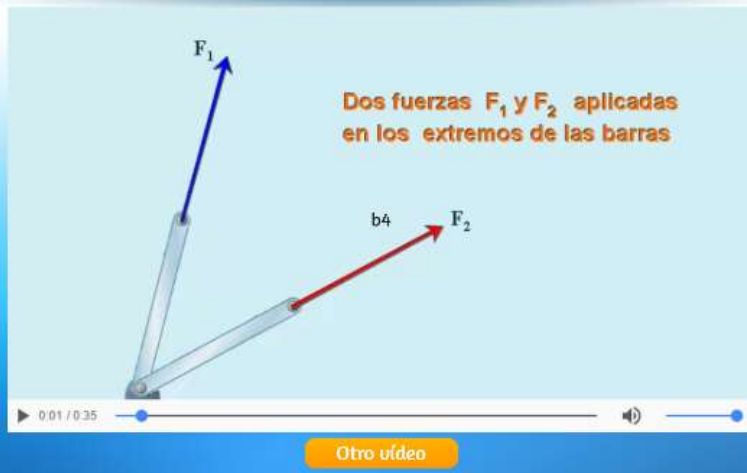 F₁
Dos fuerzas F₁ y F₂ aplicadas
en los extremos de las barras
b4
F₂
0:01 / 0:35
Otro vídeo